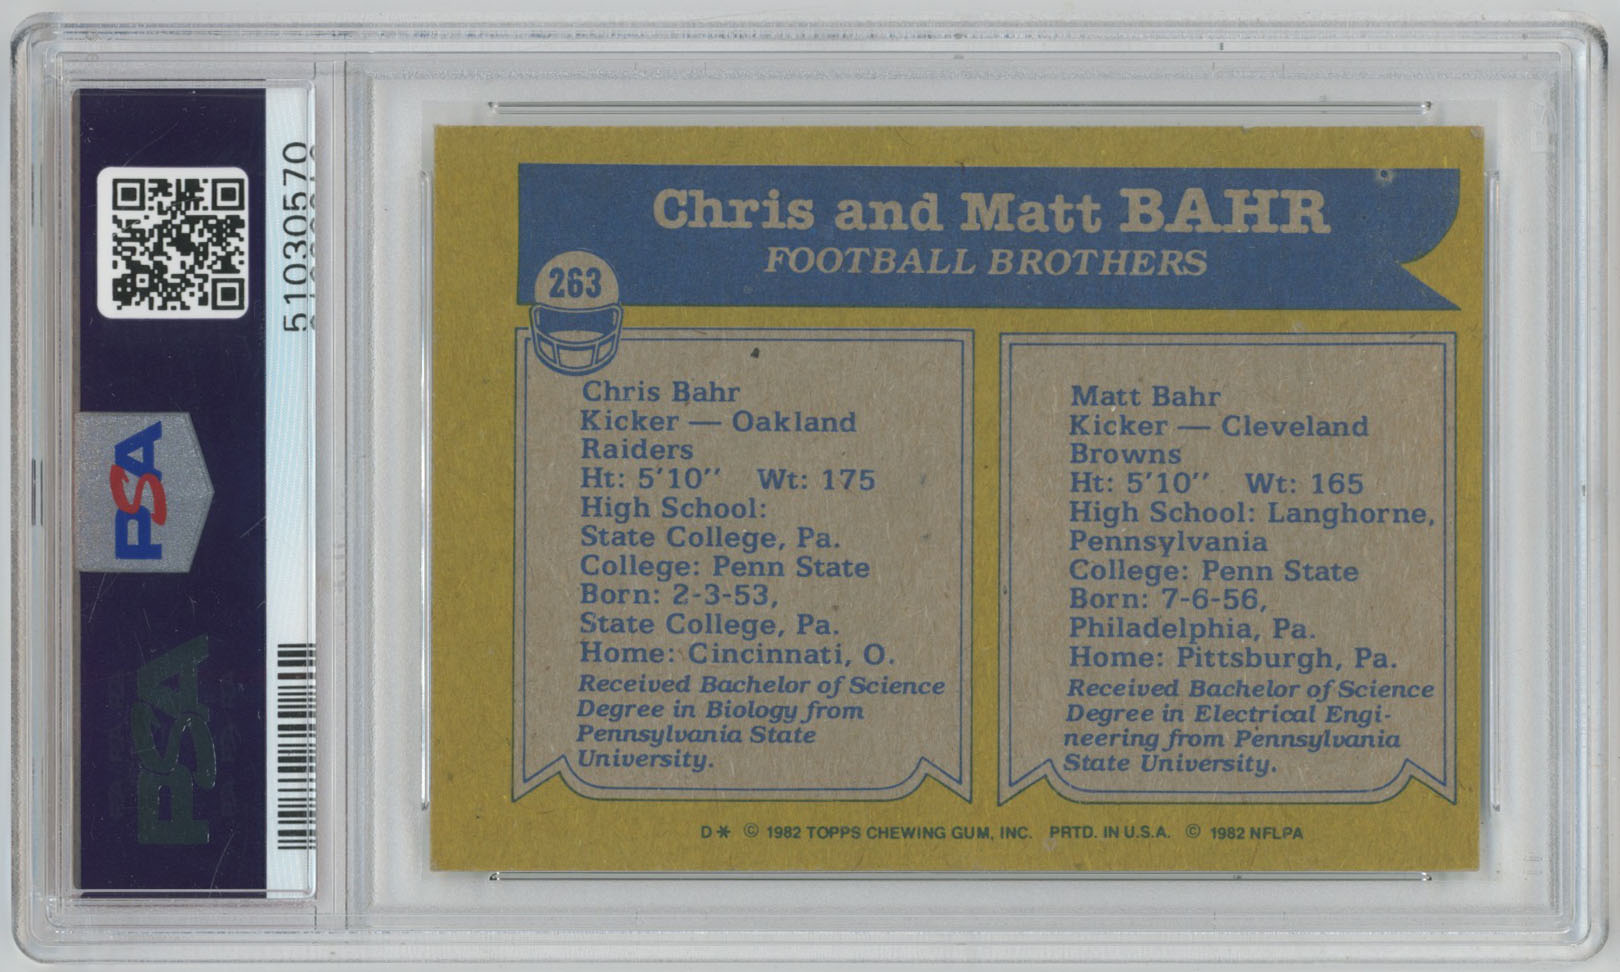 Chris and Matt BAHR
FOOTBALL BROTHERS
263
Chris Bahr
Kicker — Oakland
Raiders
Ht: 5'10'' Wt: 175
High School:
State College, Pa.
College: Penn State
Born: 2-3-53,
State College, Pa.
Home: Cincinnati, O.
Received Bachelor of Science
Degree in Biology from
Pennsylvania State
University.
Matt Bahr
Kicker — Cleveland
Browns
Ht: 5'10'' Wt: 165
High School: Langhorne,
Pennsylvania
College: Penn State
Born: 7-6-56,
Philadelphia, Pa.
Home: Pittsburgh, Pa.
Received Bachelor of Science
Degree in Electrical Engi-
neering from Pennsylvania
State University.
D* © 1982 TOPPS CHEWING GUM, INC. PRTD. IN U.S.A. © 1982 NFLPA
51030570
PSA
PSA